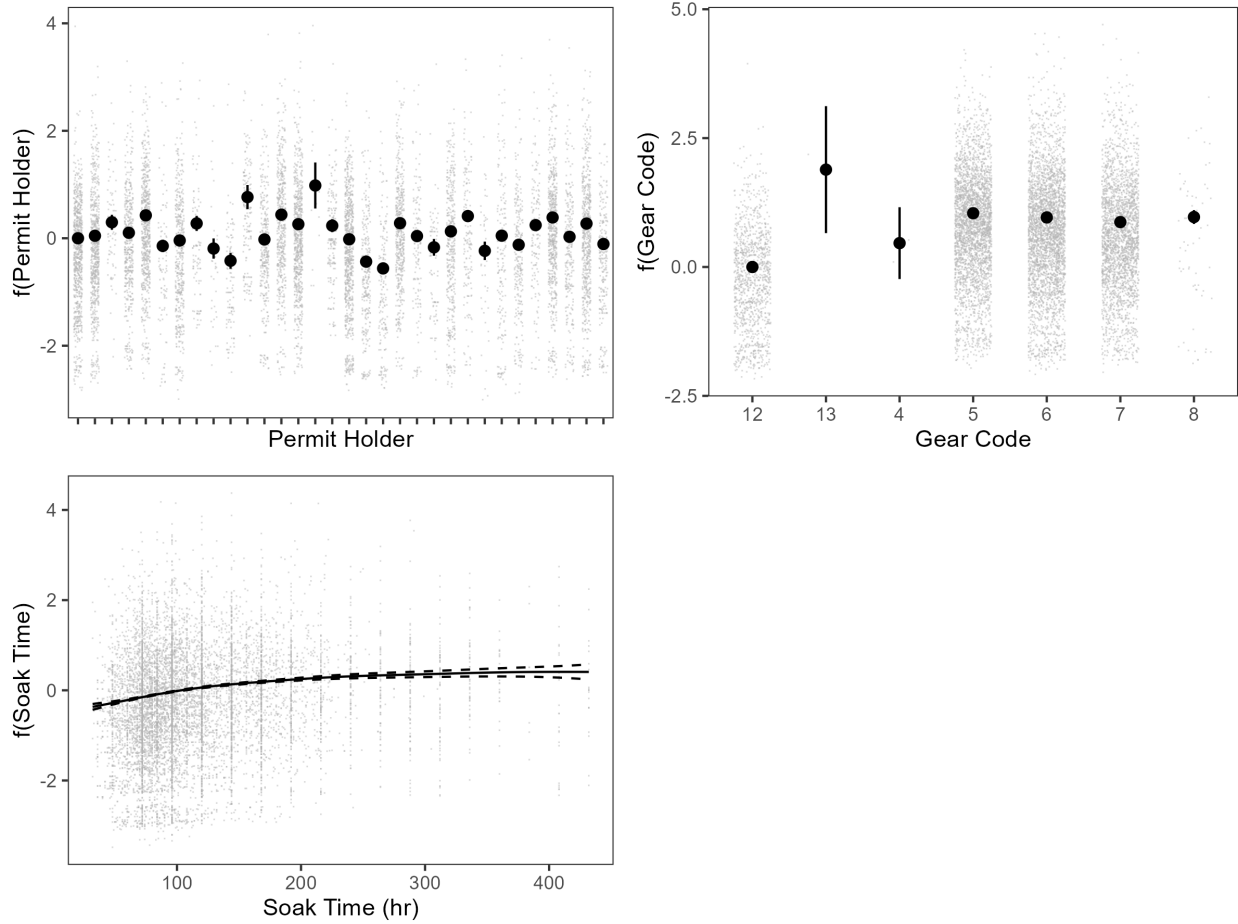 4
2
0
-2
f(Permit Holder)
Permit Holder
5.0
2.5
0.0
-2.5
f(Gear Code)
12 13 4 5 6 7 8
Gear Code
4
2
0
-2
f(Soak Time)
100 200 300 400
Soak Time (hr)